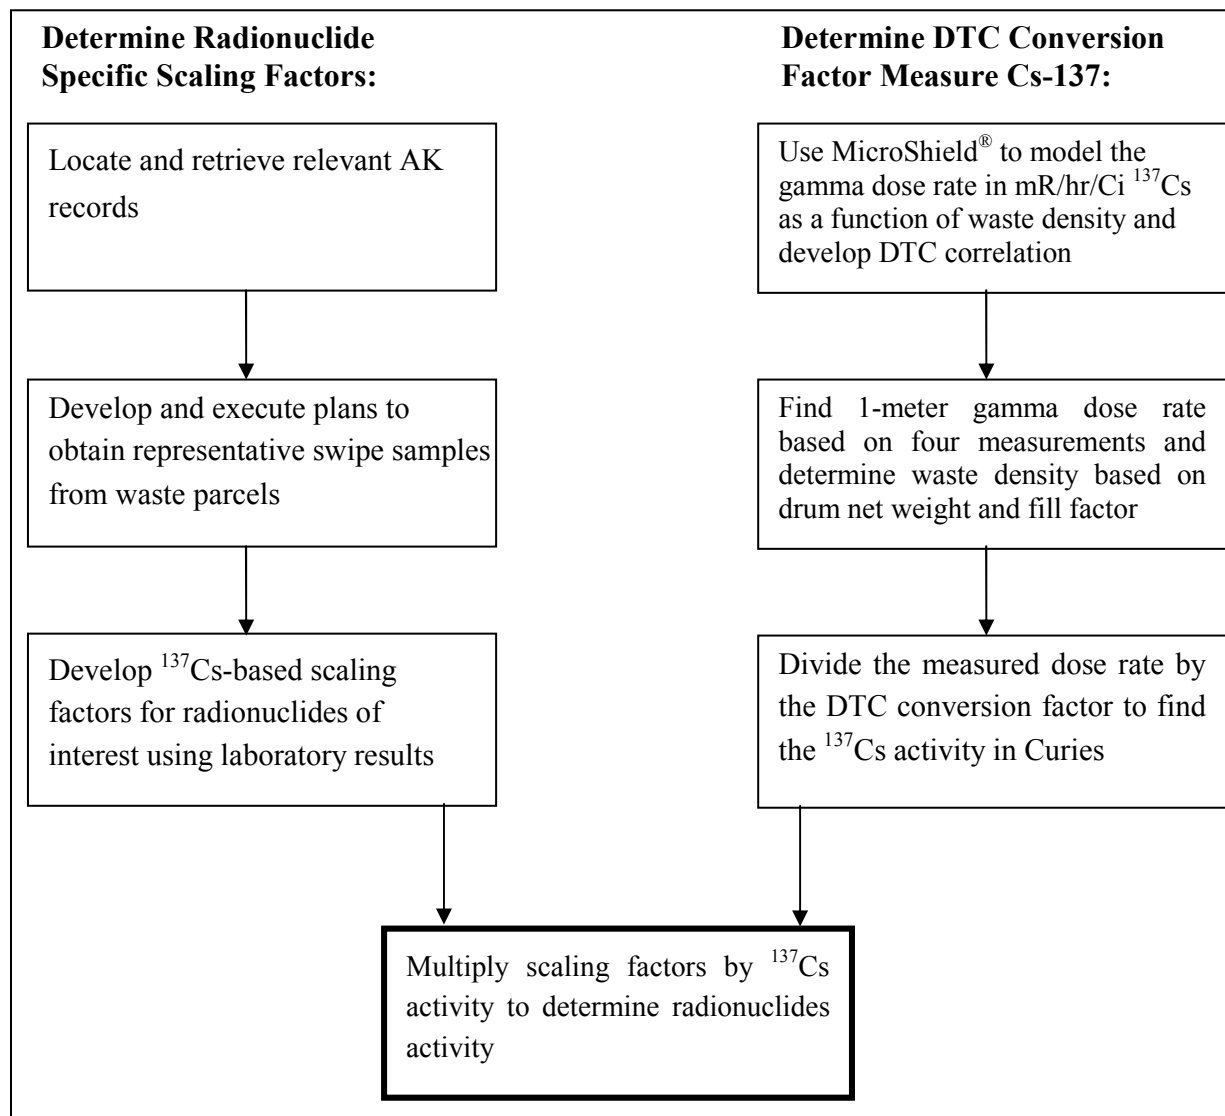 Determine Radionuclide
Specific Scaling Factors:
Locate and retrieve relevant AK
records
Develop and execute plans to
obtain representative swipe samples
from waste parcels
Develop ¹³⁷Cs-based scaling
factors for radionuclides of
interest using laboratory results
Determine DTC Conversion
Factor Measure Cs-137:
Use MicroShield® to model the
gamma dose rate in mR/hr/Ci ¹³⁷Cs
as a function of waste density and
develop DTC correlation
Find 1-meter gamma dose rate
based on four measurements and
determine waste density based on
drum net weight and fill factor
Divide the measured dose rate by
the DTC conversion factor to find
the ¹³⁷Cs activity in Curies
Multiply scaling factors by ¹³⁷Cs
activity to determine radionuclides
activity